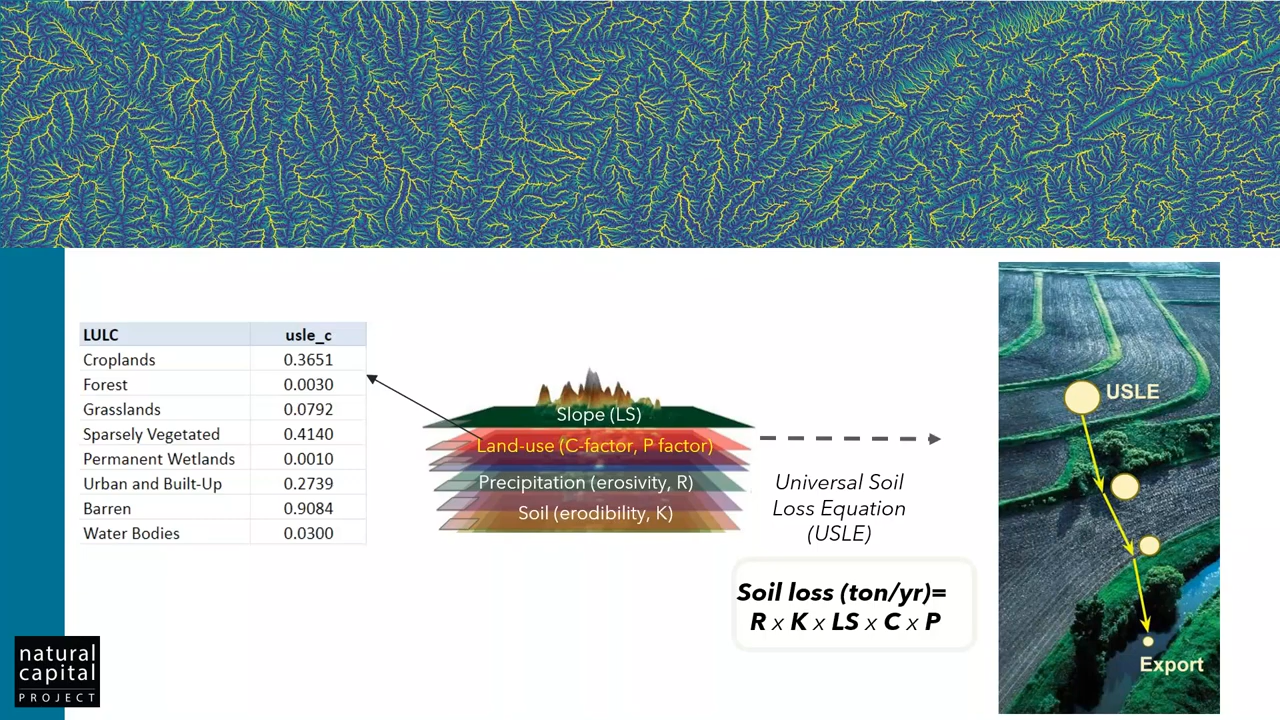 LULC usle_c
Croplands 0.3651
Forest 0.0030
Grasslands 0.0792
Sparsely Vegetated 0.4140
Permanent Wetlands 0.0010
Urban and Built-Up 0.2739
Barren 0.9084
Water Bodies 0.0300
Slope (LS)
Land-use (C-factor, P factor)
Precipitation (erosivity, R)
Soil (erodibility, K)
Universal Soil
Loss Equation
(USLE)
Soil loss (ton/yr)=
R x K x LS x C x P
USLE
Export
natural
capital
PROJECT